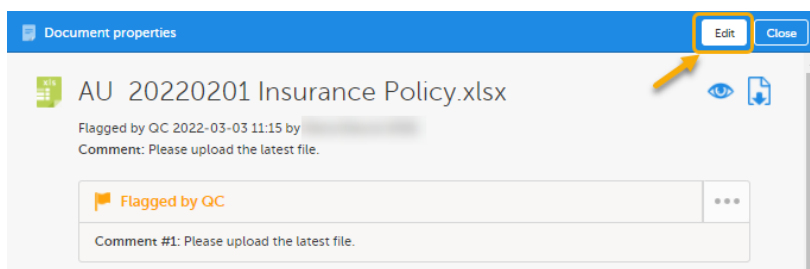 Document properties
Edit
Close
xls
AU 20220201 Insurance Policy.xlsx
Flagged by QC 2022-03-03 11:15 by
Comment: Please upload the latest file.
Flagged by QC
Comment #1: Please upload the latest file.